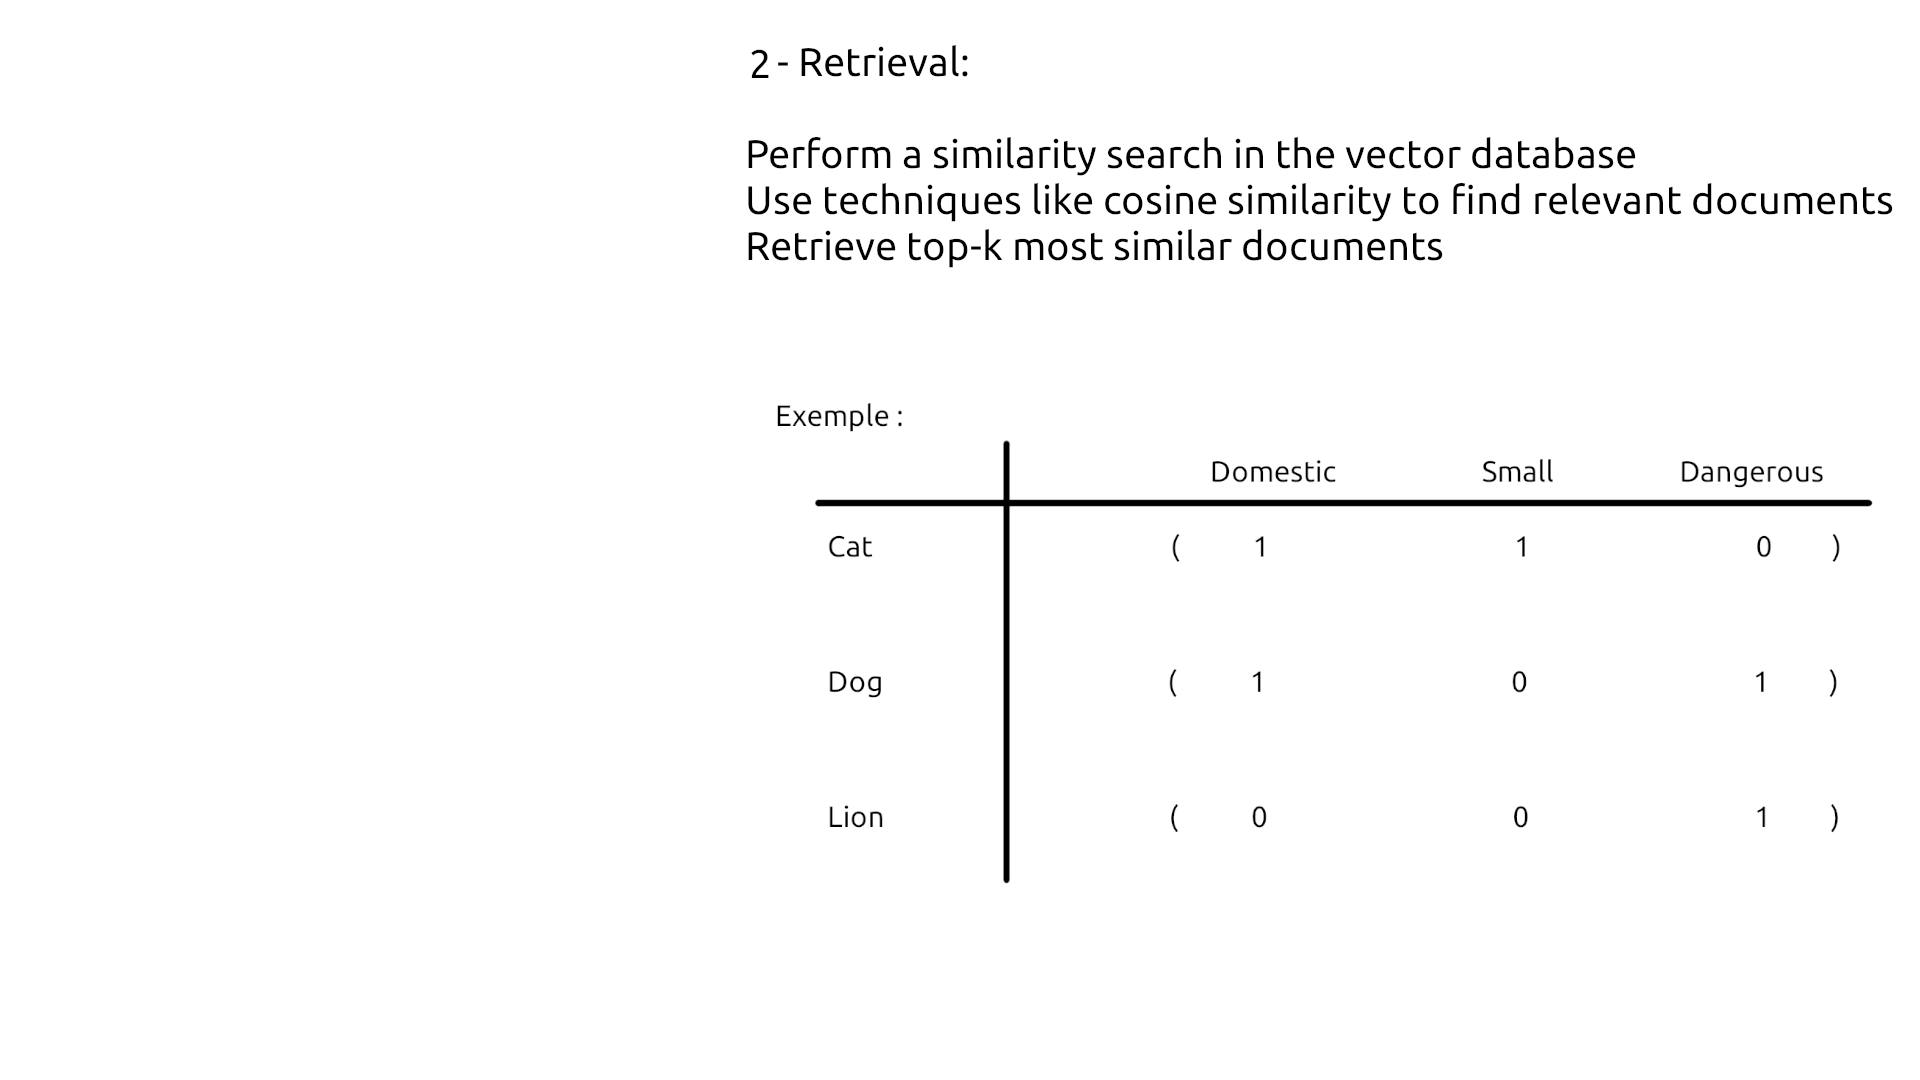 2 - Retrieval:
Perform a similarity search in the vector database
Use techniques like cosine similarity to find relevant documents
Retrieve top-k most similar documents
Exemple :
Domestic Small Dangerous
Cat ( 1 1 0 )
Dog ( 1 0 1 )
Lion ( 0 0 1 )